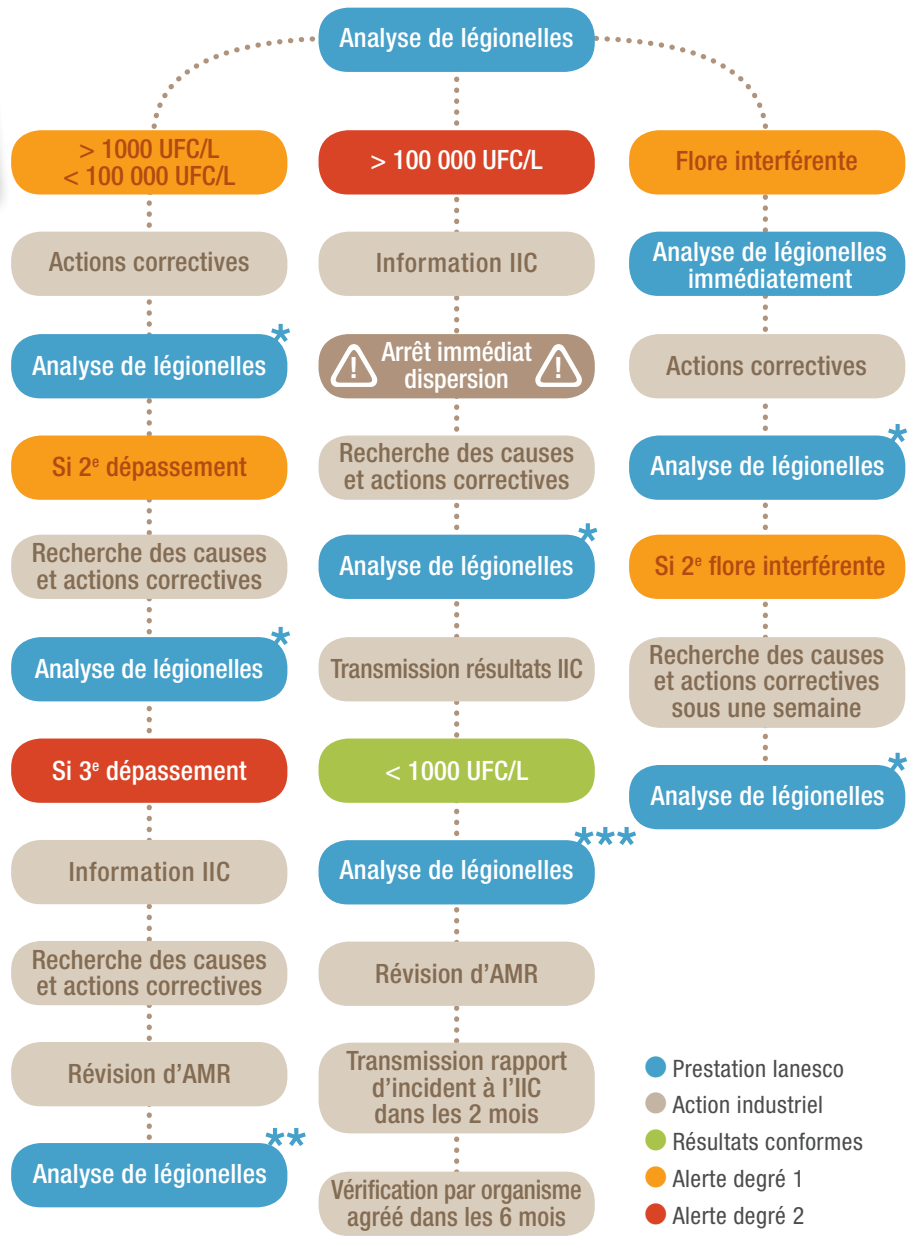 Analyse de légionelles
> 1000 UFC/L
< 100 000 UFC/L
Actions correctives
Analyse de légionelles *
Si 2e dépassement
Recherche des causes
et actions correctives
Analyse de légionelles *
Si 3e dépassement
Information IIC
Recherche des causes
et actions correctives
Révision d'AMR
Analyse de légionelles **
> 100 000 UFC/L
Information IIC
! Arrêt immédiat !
dispersion
Recherche des causes
et actions correctives
Analyse de légionelles *
Transmission résultats IIC
< 1000 UFC/L
Analyse de légionelles ***
Révision d'AMR
Transmission rapport
d'incident à l'IIC
dans les 2 mois
Vérification par organisme
agréé dans les 6 mois
Flore interférente
Analyse de légionelles
immédiatement
Actions correctives
Analyse de légionelles *
Si 2e flore interférente
Recherche des causes
et actions correctives
sous une semaine
Analyse de légionelles *
Prestation Ianesco
Action industriel
Résultats conformes
Alerte degré 1
Alerte degré 2